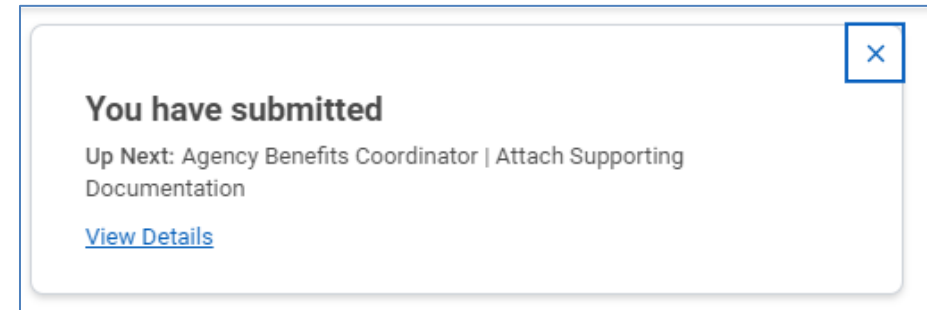 You have submitted
Up Next: Agency Benefits Coordinator | Attach Supporting
Documentation
View Details